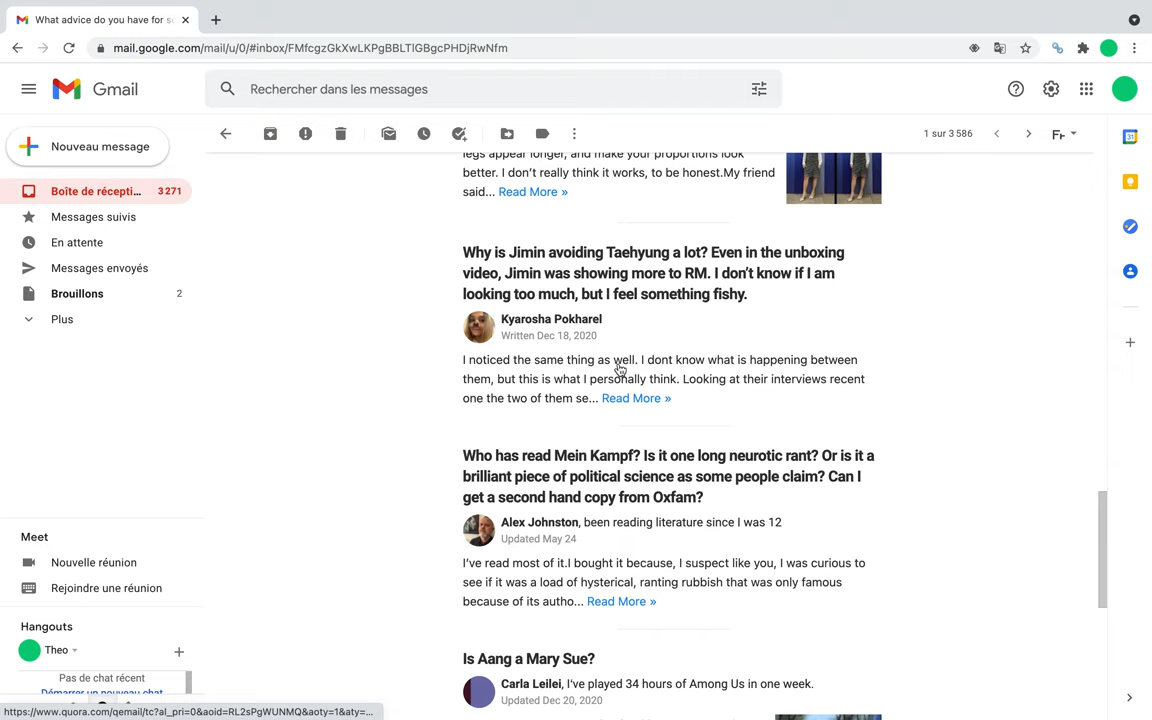 What advice do you have for s
mail.google.com/mail/u/0/#inbox/FMfcgzGkXwLKPgBBLTlGBgcPHDjRwNfm
Gmail
Rechercher dans les messages
Nouveau message
1 sur 3 586
Fr
Boîte de récepti... 3 271
Messages suivis
En attente
Messages envoyés
Brouillons 2
Plus
Meet
Nouvelle réunion
Rejoindre une réunion
Hangouts
Theo
Pas de chat récent
Démarrer un nouveau chat
legs appear longer, and make your proportions look
better. I don't really think it works, to be honest.My friend
said... Read More »
Why is Jimin avoiding Taehyung a lot? Even in the unboxing
video, Jimin was showing more to RM. I don't know if I am
looking too much, but I feel something fishy.
Kyarosha Pokharel
Written Dec 18, 2020
I noticed the same thing as well. I dont know what is happening between
them, but this is what I personally think. Looking at their interviews recent
one the two of them se... Read More »
Who has read Mein Kampf? Is it one long neurotic rant? Or is it a
brilliant piece of political science as some people claim? Can I
get a second hand copy from Oxfam?
Alex Johnston, been reading literature since I was 12
Updated May 24
I've read most of it.I bought it because, I suspect like you, I was curious to
see if it was a load of hysterical, ranting rubbish that was only famous
because of its autho... Read More »
Is Aang a Mary Sue?
Carla Leilei, I've played 34 hours of Among Us in one week.
Updated Dec 20, 2020
31
https://www.quora.com/qemail/tc?al_pri=0&aoid=RL2sPgWUNMQ&aoty=1&aty=...